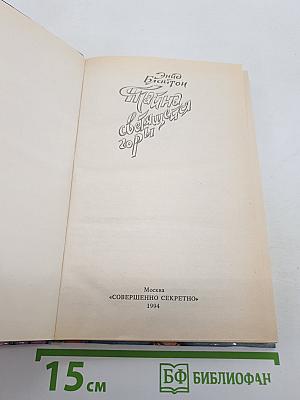 Энид
Блайтон
Тайна
светящейся
горы
Москва
«СОВЕРШЕННО СЕКРЕТНО»
1994
15 см
БФ БИБЛИОФАН